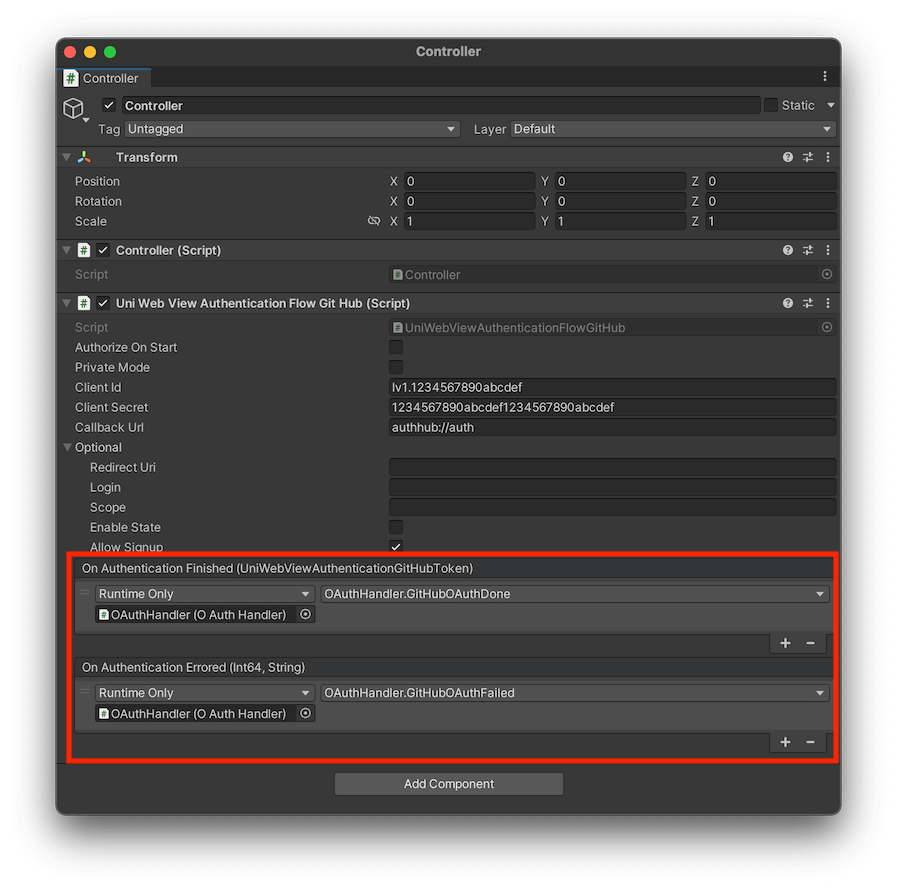 Controller
# Controller
Controller Static
Tag Untagged Layer Default
Transform
Position X 0 Y 0 Z 0
Rotation X 0 Y 0 Z 0
Scale X 1 Y 1 Z 1
# Controller (Script)
Script # Controller
# Uni Web View Authentication Flow Git Hub (Script)
Script # UniWebViewAuthenticationFlowGitHub
Authorize On Start
Private Mode
Client Id Iv1.1234567890abcdef
Client Secret 1234567890abcdef1234567890abcdef
Callback Url authhub://auth
Optional
Redirect Uri
Login
Scope
Enable State
Allow Signup
On Authentication Finished (UniWebViewAuthenticationGitHubToken)
Runtime Only OAuthHandler.GitHubOAuthDone
# OAuthHandler (O Auth Handler)
+ −
On Authentication Errored (Int64, String)
Runtime Only OAuthHandler.GitHubOAuthFailed
# OAuthHandler (O Auth Handler)
+ −
Add Component